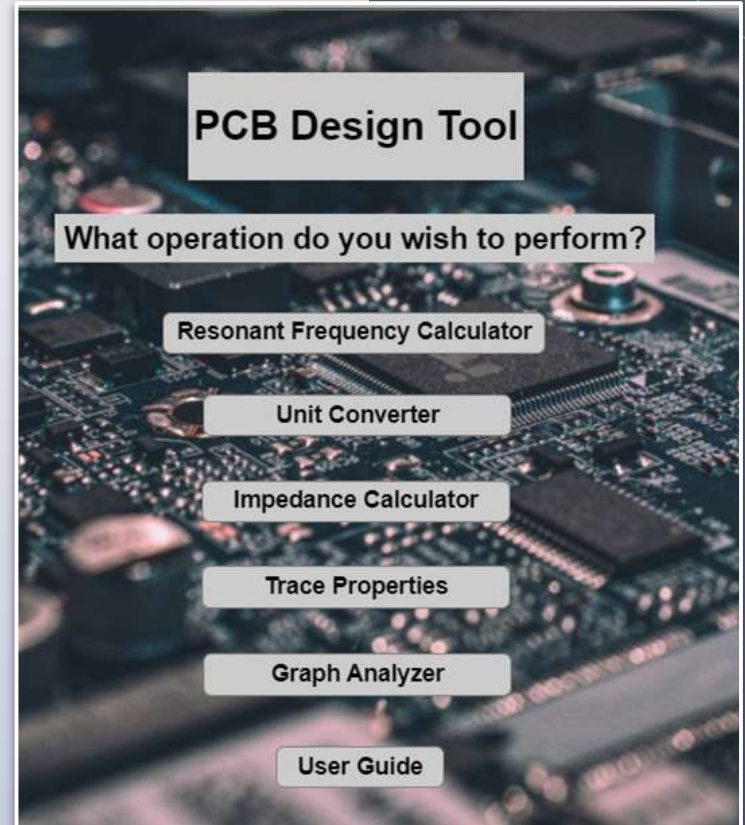 PCB Design Tool
What operation do you wish to perform?
Resonant Frequency Calculator
Unit Converter
Impedance Calculator
Trace Properties
Graph Analyzer
User Guide